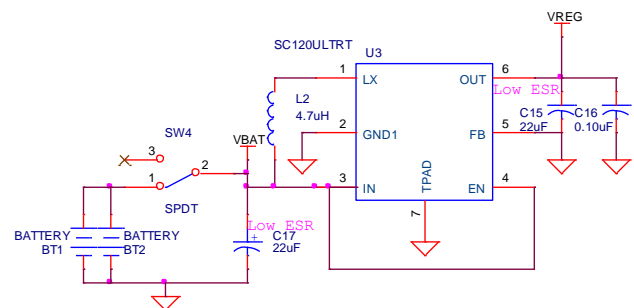 VREG
SC120ULTRT
U3
1
LX
OUT
6
Low ESR
L2
4.7uH
C15
22uF
C16
0.10uF
SW4
VBAT
2
GND1
FB
5
3
2
1
SPDT
3
IN
TPAD
EN
4
7
Low ESR
BATTERY
BT1
BATTERY
BT2
+
C17
22uF